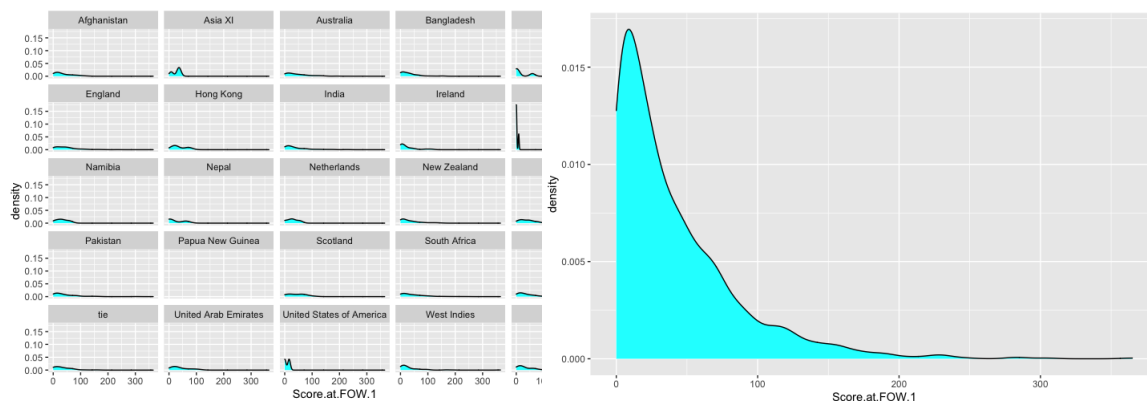 Afghanistan Asia XI Australia Bangladesh
0.15
0.10
0.05
0.00
England Hong Kong India Ireland
0.15
0.10
0.05
0.00
Namibia Nepal Netherlands New Zealand
0.15
0.10
0.05
0.00
Pakistan Papua New Guinea Scotland South Africa
0.15
0.10
0.05
0.00
tie United Arab Emirates United States of America West Indies
0.15
0.10
0.05
0.00
0 100 200 300 0 100 200 300 0 100 200 300 0 100 200 300 0 10
Score.at.FOW.1
density
0.015
0.010
0.005
0.000
0 100 200 300
Score.at.FOW.1
density